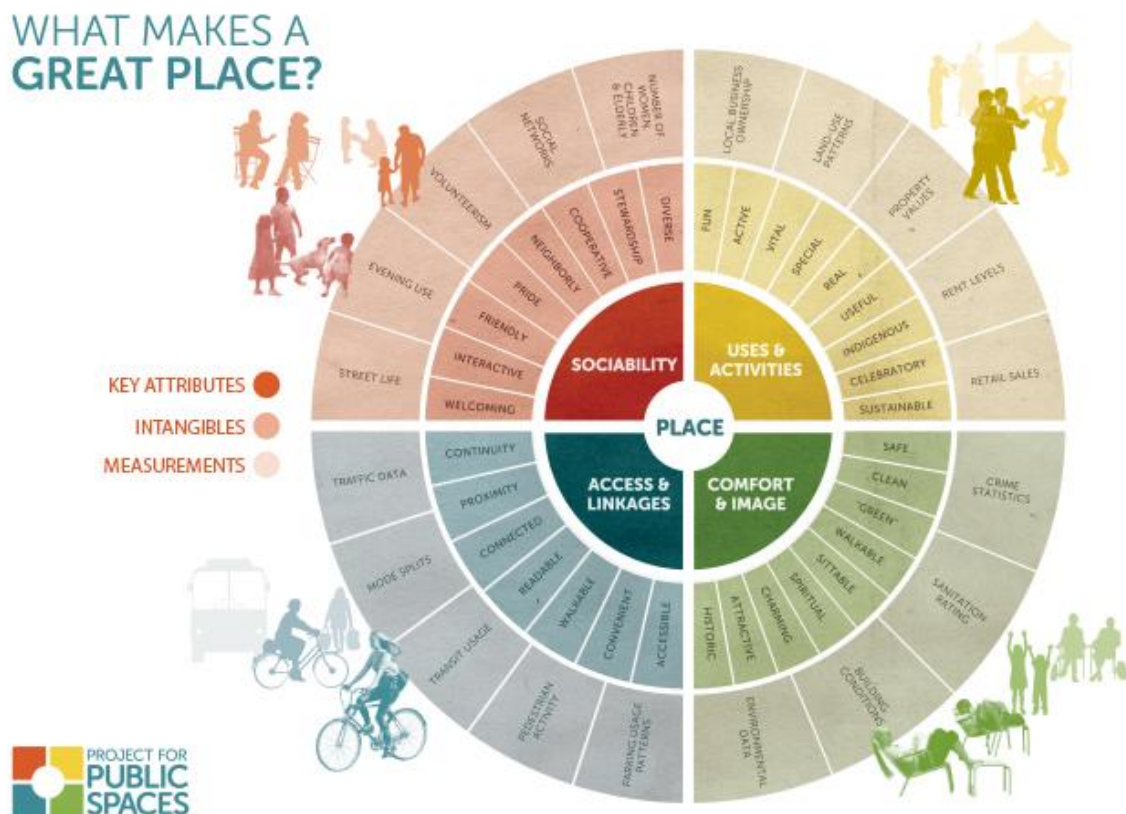 WHAT MAKES A
GREAT PLACE?
KEY ATTRIBUTES
INTANGIBLES
MEASUREMENTS
PLACE
SOCIABILITY
USES &
ACTIVITIES
ACCESS &
LINKAGES
COMFORT
& IMAGE
WELCOMING
INTERACTIVE
FRIENDLY
PRIDE
NEIGHBORLY
COOPERATIVE
STEWARDSHIP
DIVERSE
STREET LIFE
EVENING USE
VOLUNTEERISM
SOCIAL
NETWORKS
NUMBER OF
WOMEN,
CHILDREN
& ELDERLY
FUN
ACTIVE
VITAL
SPECIAL
REAL
USEFUL
INDIGENOUS
CELEBRATORY
SUSTAINABLE
LOCAL BUSINESS
OWNERSHIP
LAND-USE
PATTERNS
PROPERTY
VALUES
RENT LEVELS
RETAIL SALES
SAFE
CLEAN
"GREEN"
WALKABLE
SITTABLE
SPIRITUAL
CHARMING
ATTRACTIVE
HISTORIC
CRIME
STATISTICS
SANITATION
RATING
BUILDING
CONDITIONS
ENVIRONMENTAL
DATA
CONTINUITY
PROXIMITY
CONNECTED
READABLE
WALKABLE
CONVENIENT
ACCESSIBLE
TRAFFIC DATA
MODE SPLITS
TRANSIT USAGE
PEDESTRIAN
ACTIVITY
PARKING USAGE
PATTERNS
PROJECT FOR
PUBLIC
SPACES